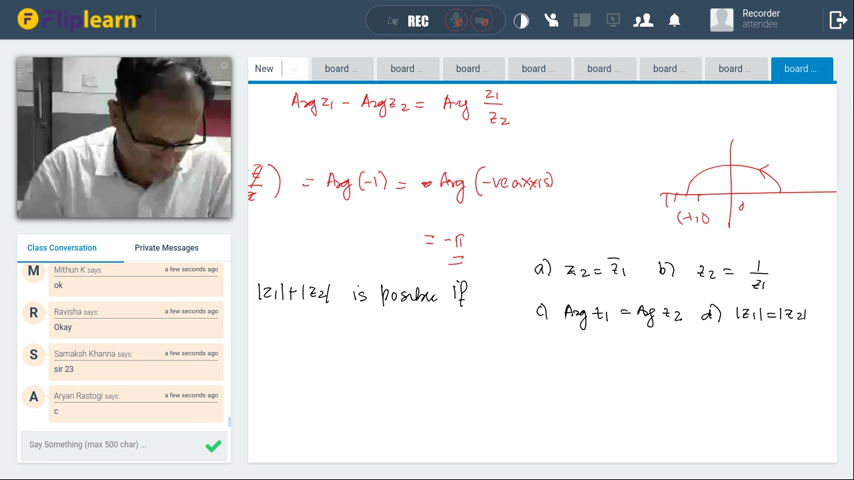 Fliplearn
REC
Recorder
attendee
New
board ...
board ...
board ...
board ...
board ...
board ...
board ...
board ...
Arg z1 - Arg z2 = Arg z1/z2
z/z ) = Arg (-1) = Arg (-ve axxis)
(-1,0) 0
= -π
|z1|+|z2| is possible if
a) z2 = z̄1 b) z2 = 1/z1
c) Arg z1 = Arg z2 d) |z1|=|z2|
Class Conversation
Private Messages
M
Mithun K says:
a few seconds ago
ok
R
Ravisha says:
a few seconds ago
Okay
S
Samaksh Khanna says:
a few seconds ago
sir 23
A
Aryan Rastogi says:
a few seconds ago
c
Say Something (max 500 char) ...